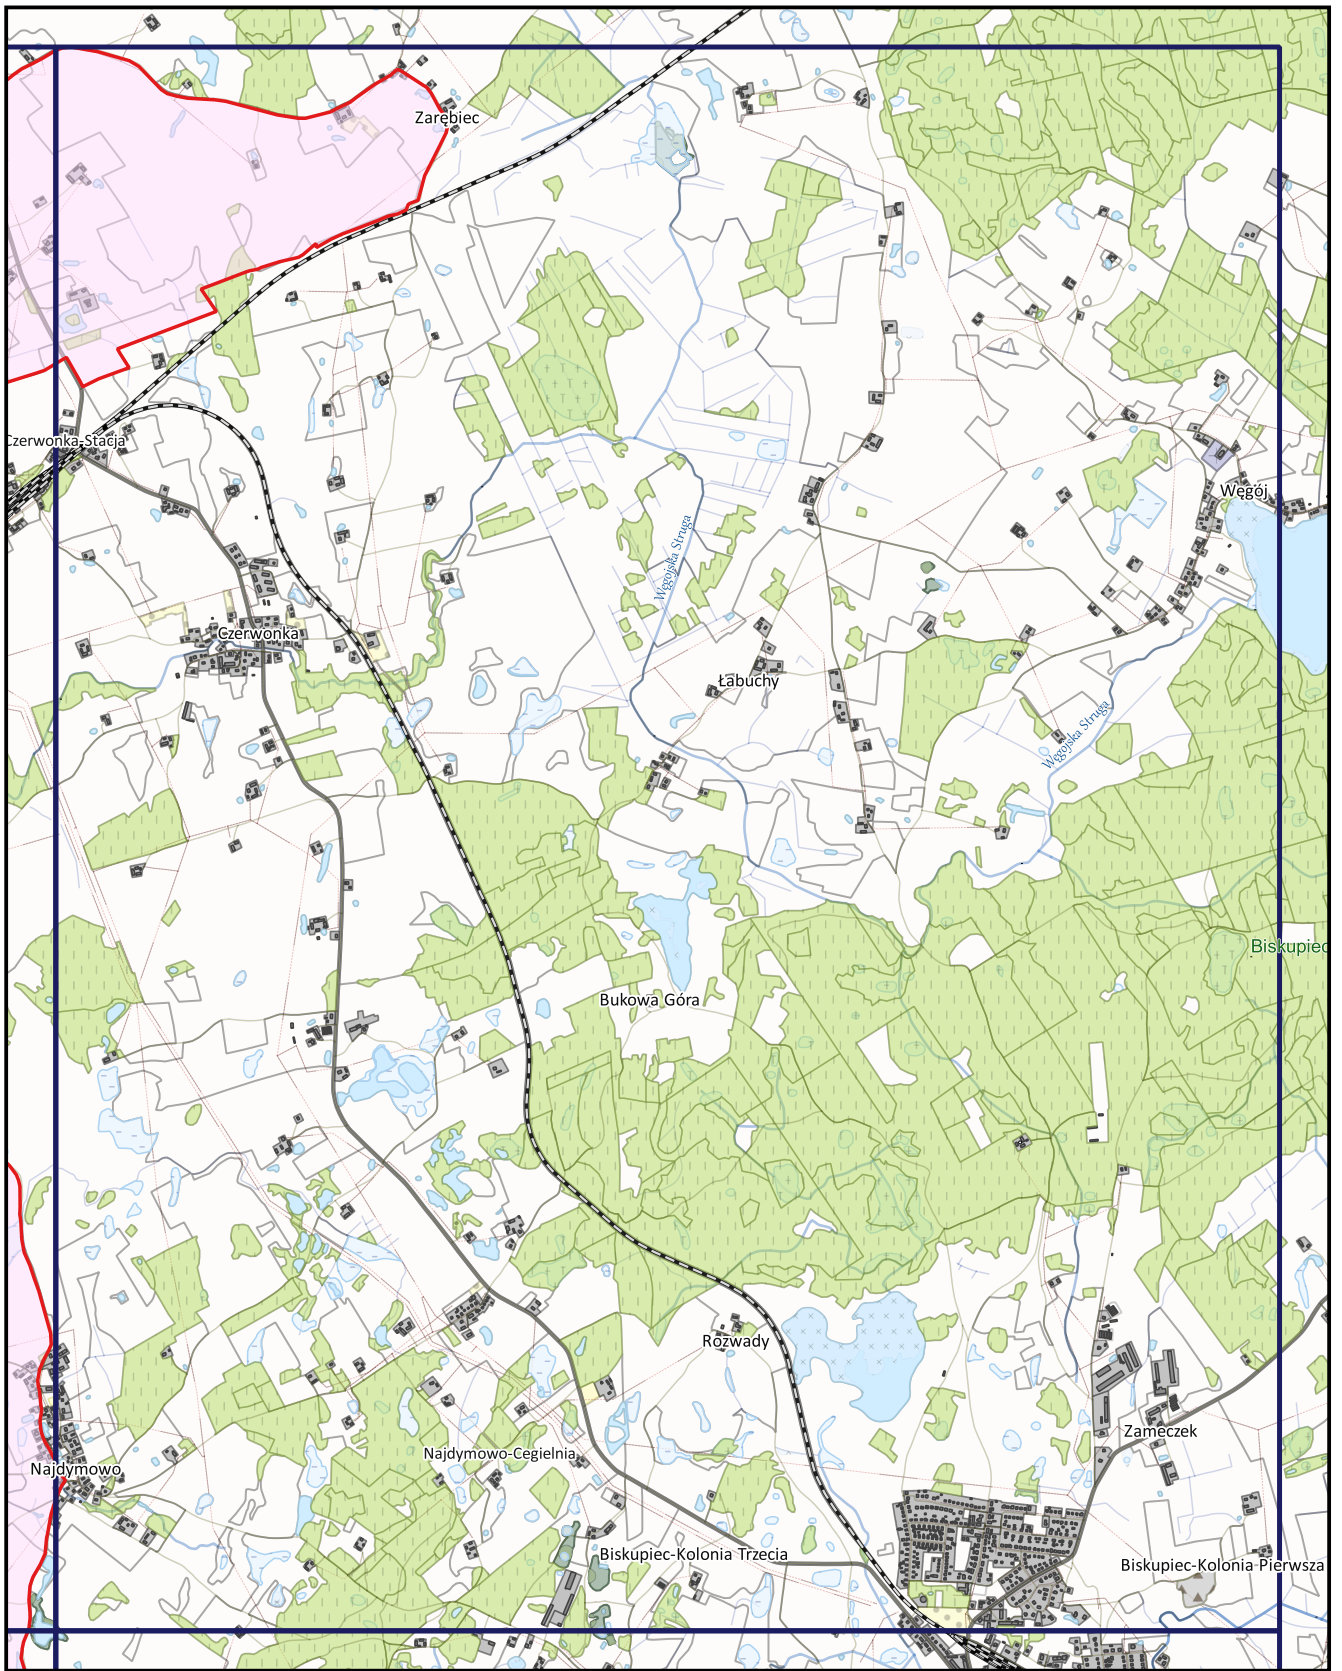 Zarębiec
Czerwonka-Stacja
Węgój
Węgojska Struga
Czerwonka
Łabuchy
Węgojska Struga
Biskupiec
Bukowa Góra
Rozwady
Zameczek
Najdymowo-Cegielnia
Najdymowo
Biskupiec-Kolonia Trzecia
Biskupiec-Kolonia Pierwsza